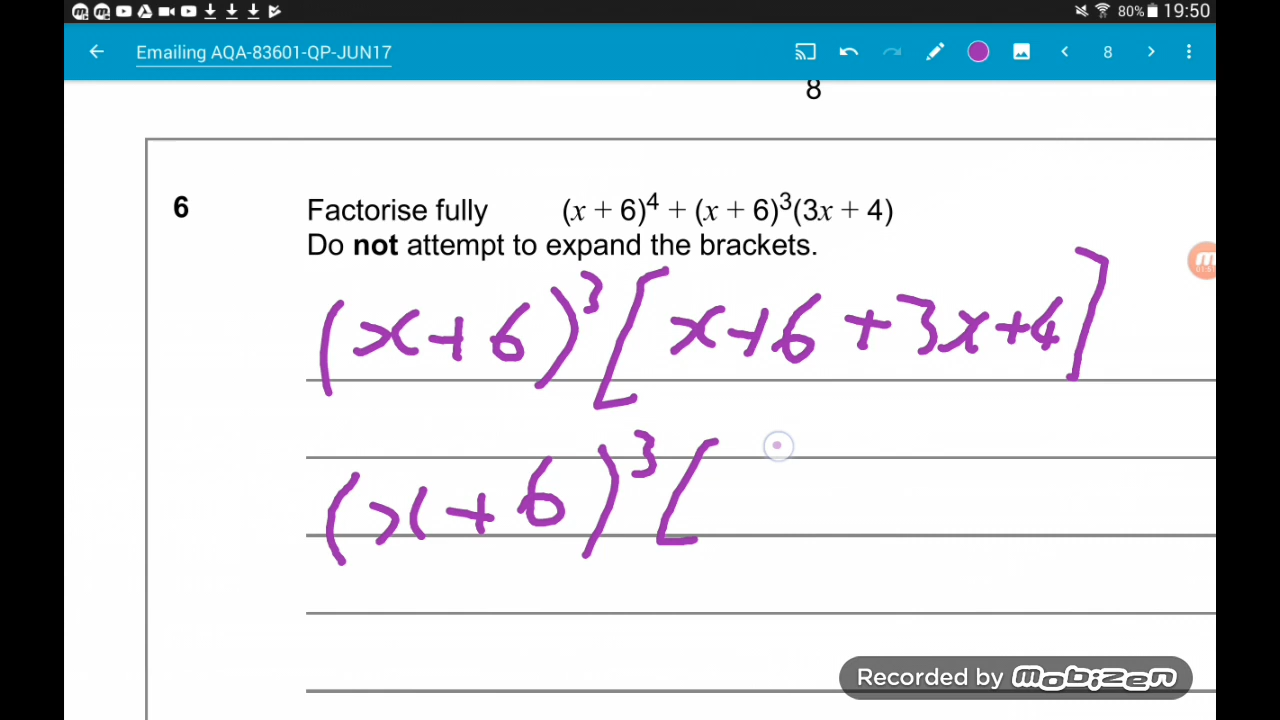 80% 19:50
Emailing AQA-83601-QP-JUN17 8
8
6 Factorise fully (x + 6)⁴ + (x + 6)³(3x + 4)
Do not attempt to expand the brackets.
(x+6)³[x+6+3x+4]
(x+6)³[
Recorded by mobizen